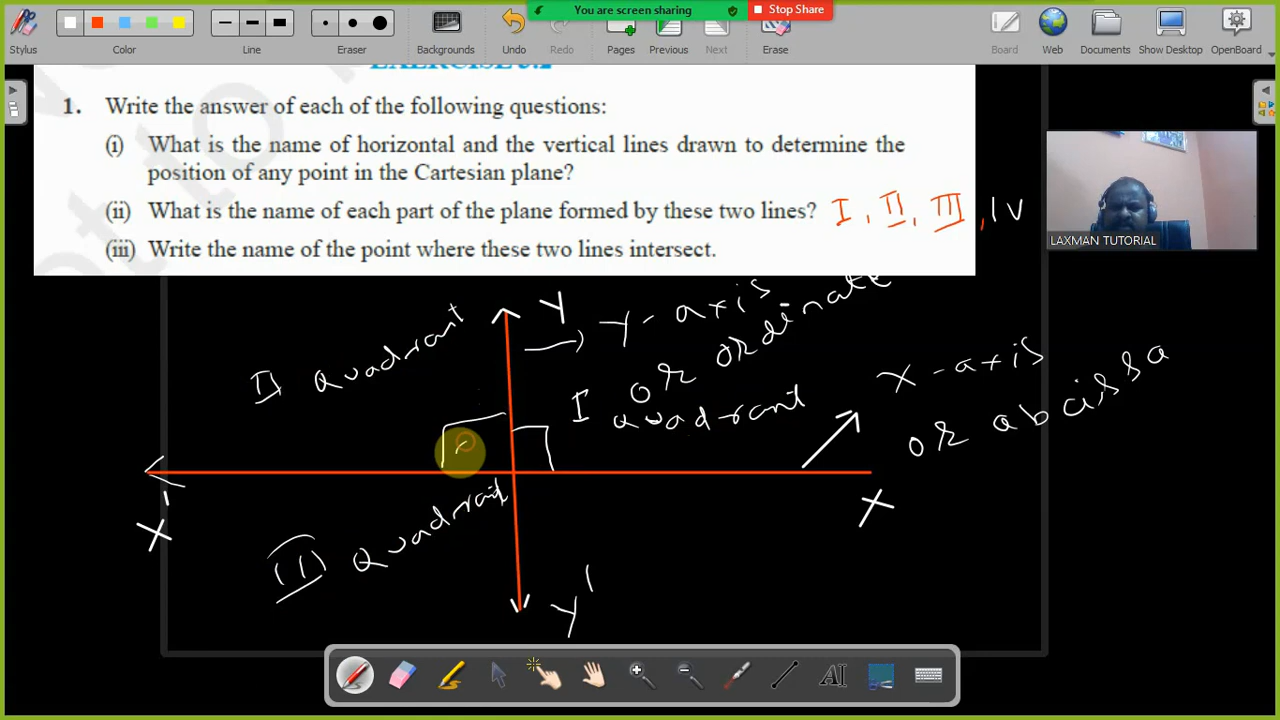 You are screen sharing
Stop Share
Stylus
Color
Line
Eraser
Backgrounds
Undo
Redo
Pages
Previous
Next
Erase
Board
Web
Documents
Show Desktop
OpenBoard
1. Write the answer of each of the following questions:
(i) What is the name of horizontal and the vertical lines drawn to determine the
position of any point in the Cartesian plane?
(ii) What is the name of each part of the plane formed by these two lines? I, II, III, IV
(iii) Write the name of the point where these two lines intersect.
LAXMAN TUTORIAL
II Quadrant
Y
y-axis
or ordinate
I
quadrant
x-axis
or abcissa
X'
X
III Quadrant
y'
AI